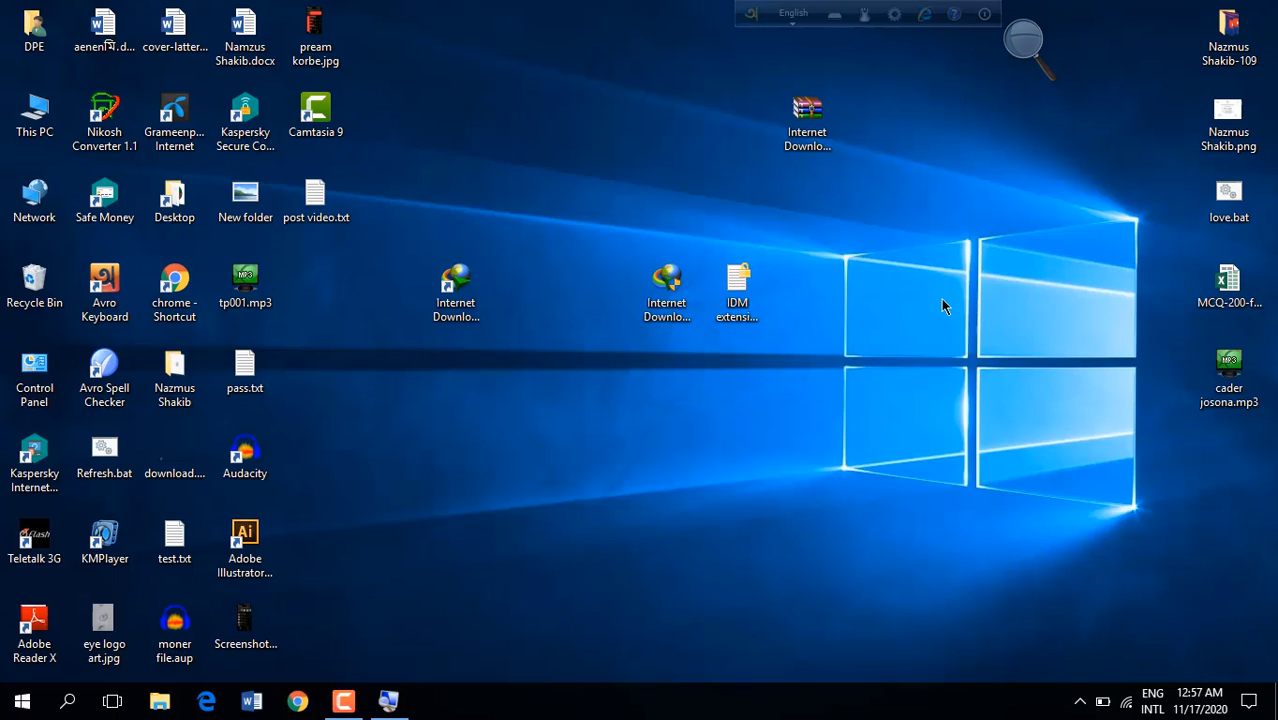 English
DPE
aenen
.d...
cover-latter...
Namzus
Shakib.docx
pream
korbe.jpg
Nazmus
Shakib-109
This PC
Nikosh
Converter 1.1
Grameenp...
Internet
Kaspersky
Secure Co...
Camtasia 9
Internet
Downlo...
Nazmus
Shakib.png
Network
Safe Money
Desktop
New folder
post video.txt
love.bat
Recycle Bin
Avro
Keyboard
chrome -
Shortcut
MP3
tp001.mp3
Internet
Downlo...
Internet
Downlo...
IDM
extensi...
MCQ-200-f...
Control
Panel
Avro Spell
Checker
Nazmus
Shakib
pass.txt
MP3
cader
josona.mp3
Kaspersky
Internet...
Refresh.bat
download....
Audacity
flash
Teletalk 3G
KMPlayer
test.txt
Ai
Adobe
Illustrator...
Adobe
Reader X
eye logo
art.jpg
moner
file.aup
Screenshot...
ENG
INTL
12:57 AM
11/17/2020